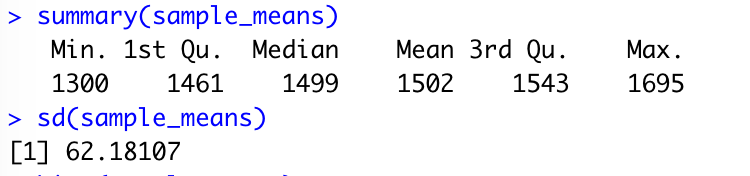 > summary(sample_means)
Min. 1st Qu. Median Mean 3rd Qu. Max.
1300 1461 1499 1502 1543 1695
> sd(sample_means)
[1] 62.18107